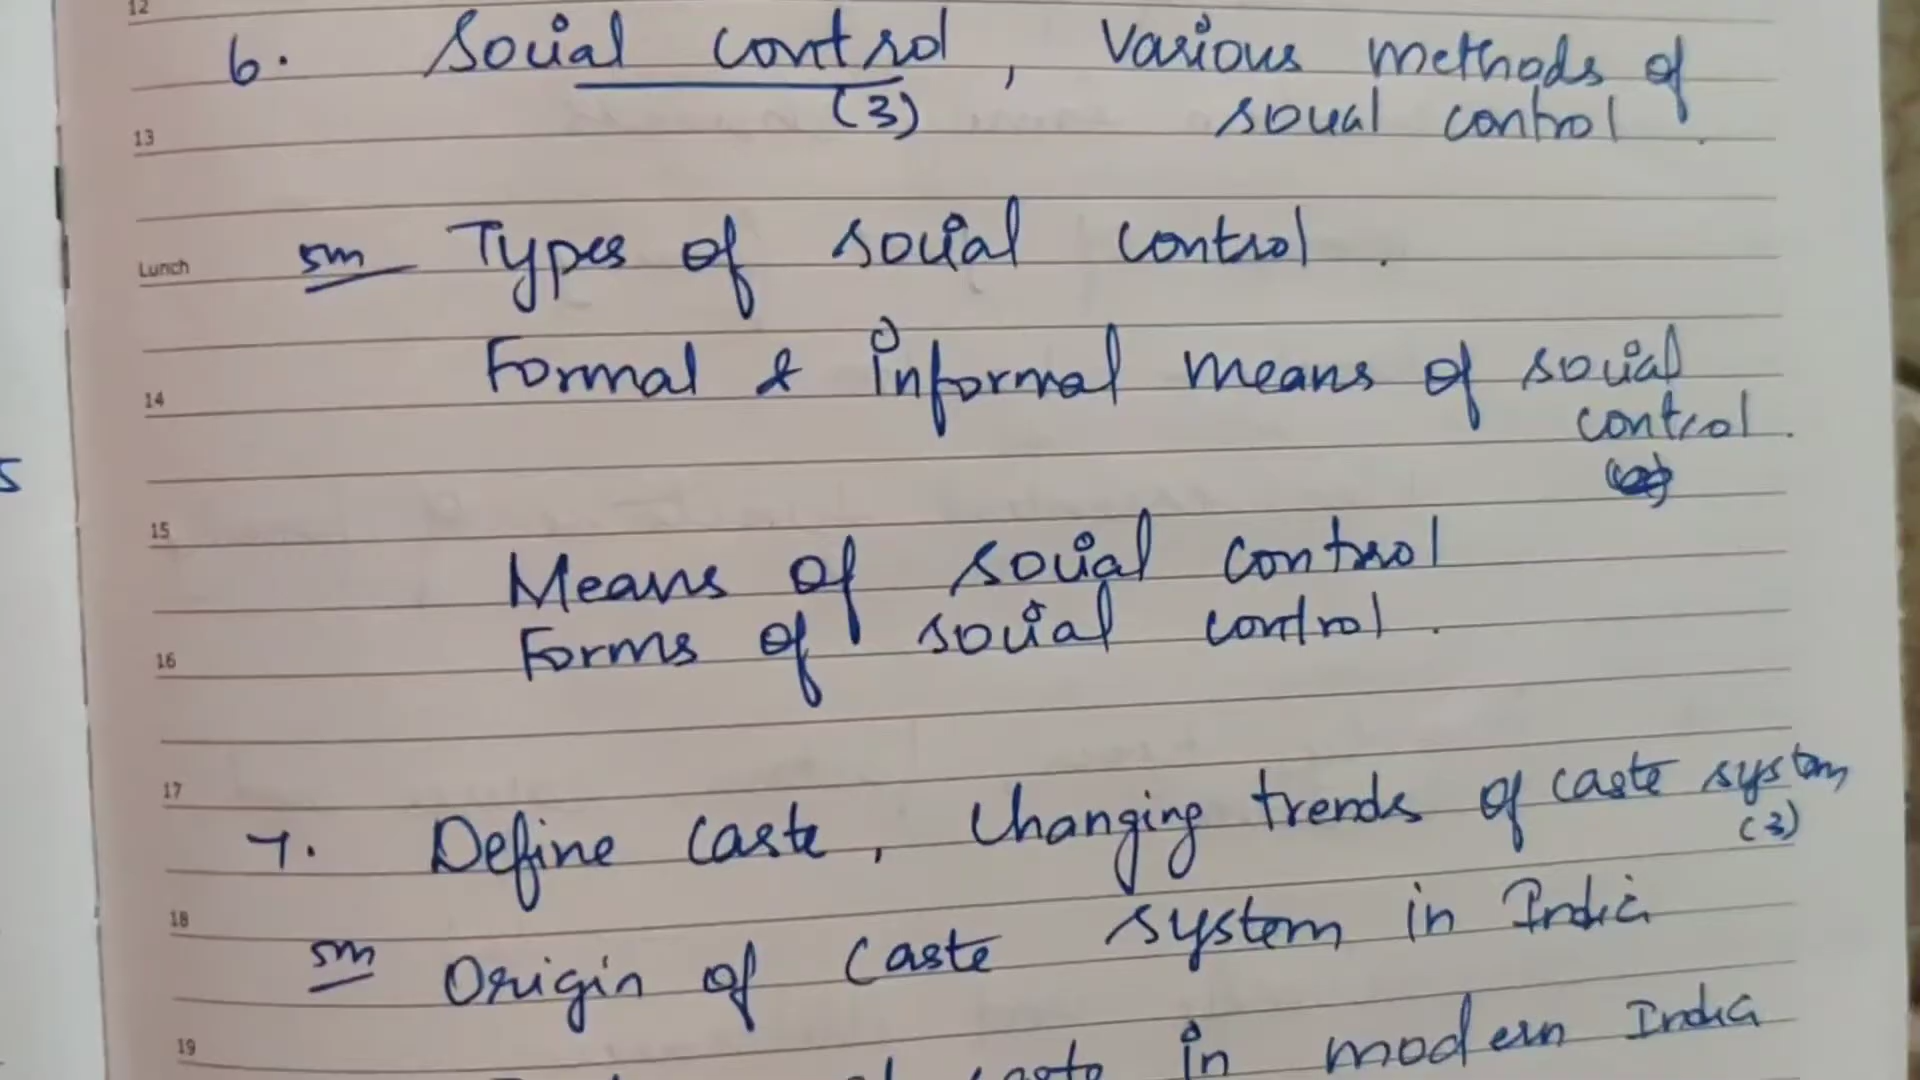 12
6. Social control, Various methods of
(3) social control.
13
Lunch 5m Types of social control.
Formal & informal means of social
14 control.
15
Means of social control
16 Forms of social control.
17
7. Define caste, Changing trends of caste system
(3)
18
5m Origin of caste system in India
19
caste in modern India
5